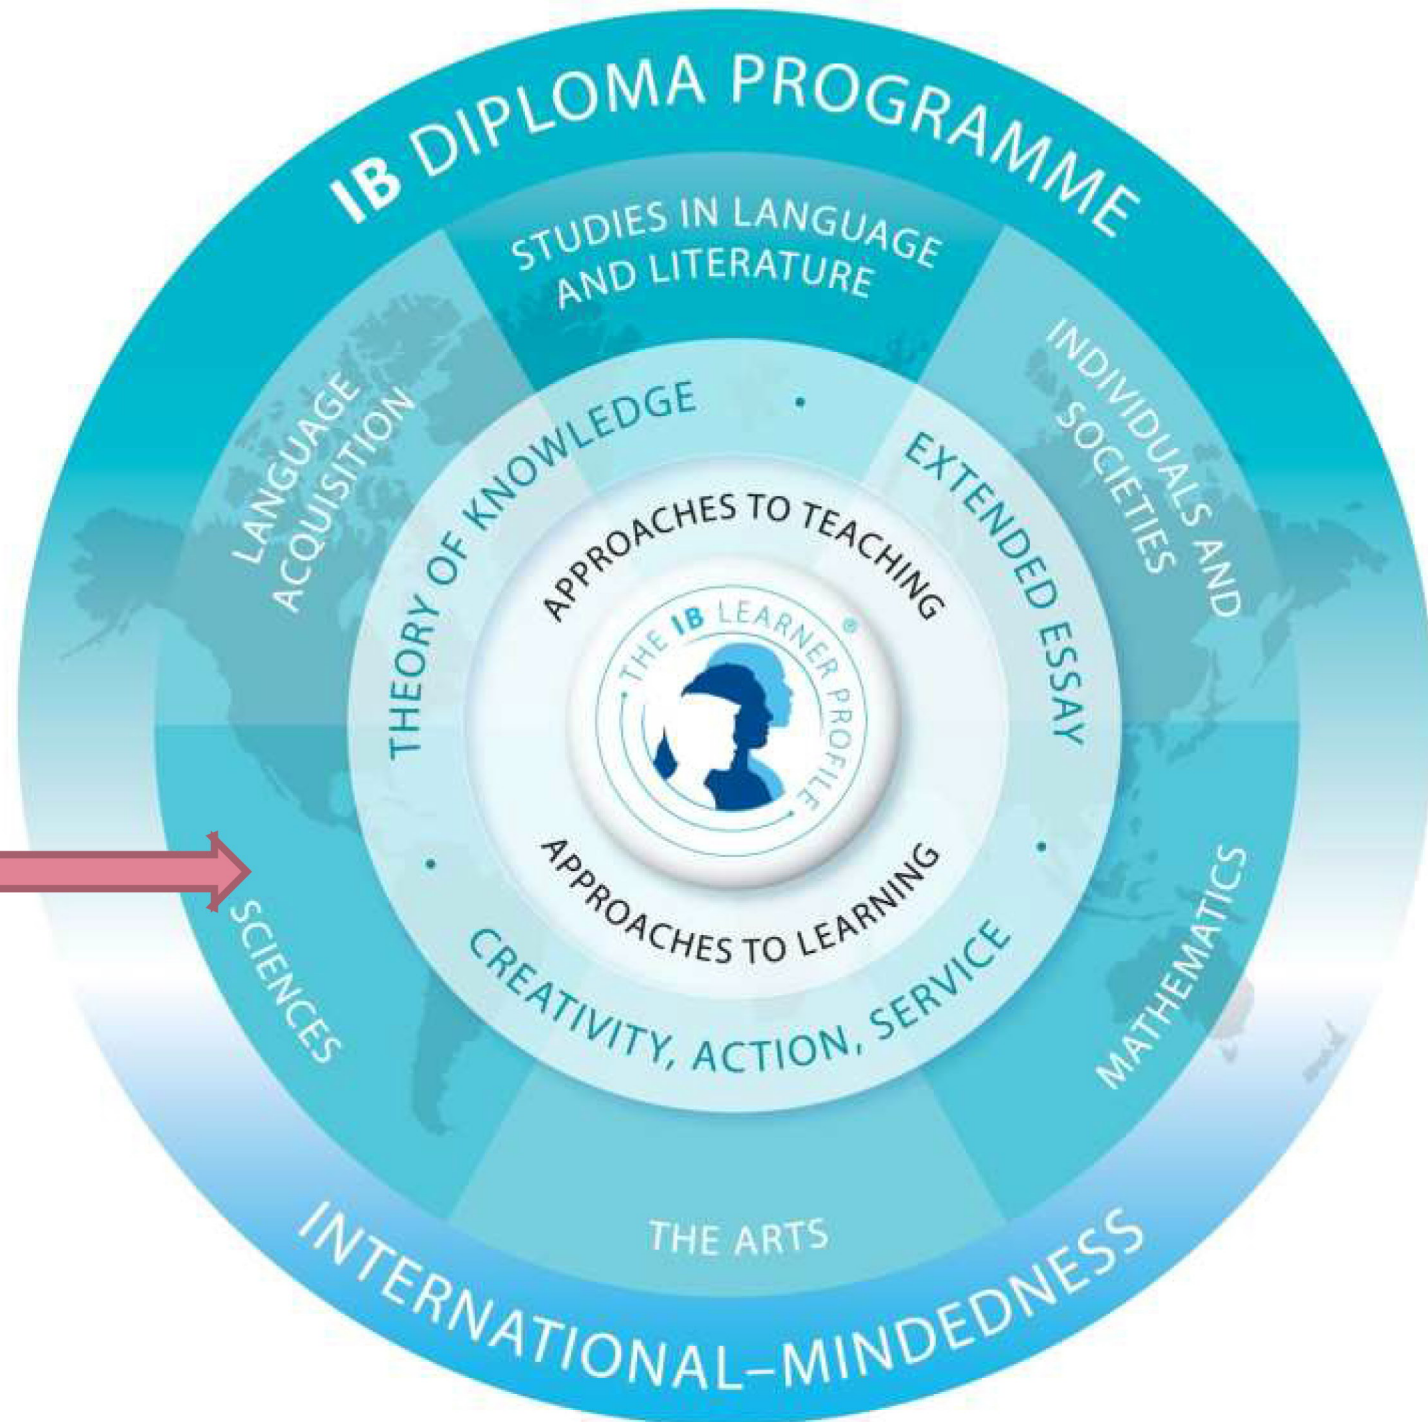 IB DIPLOMA PROGRAMME
STUDIES IN LANGUAGE
AND LITERATURE
LANGUAGE
ACQUISITION
INDIVIDUALS AND
SOCIETIES
THEORY OF KNOWLEDGE
•
EXTENDED ESSAY
APPROACHES TO TEACHING
• THE IB LEARNER PROFILE •
®
APPROACHES TO LEARNING
•
CREATIVITY, ACTION, SERVICE
•
SCIENCES
MATHEMATICS
THE ARTS
INTERNATIONAL–MINDEDNESS